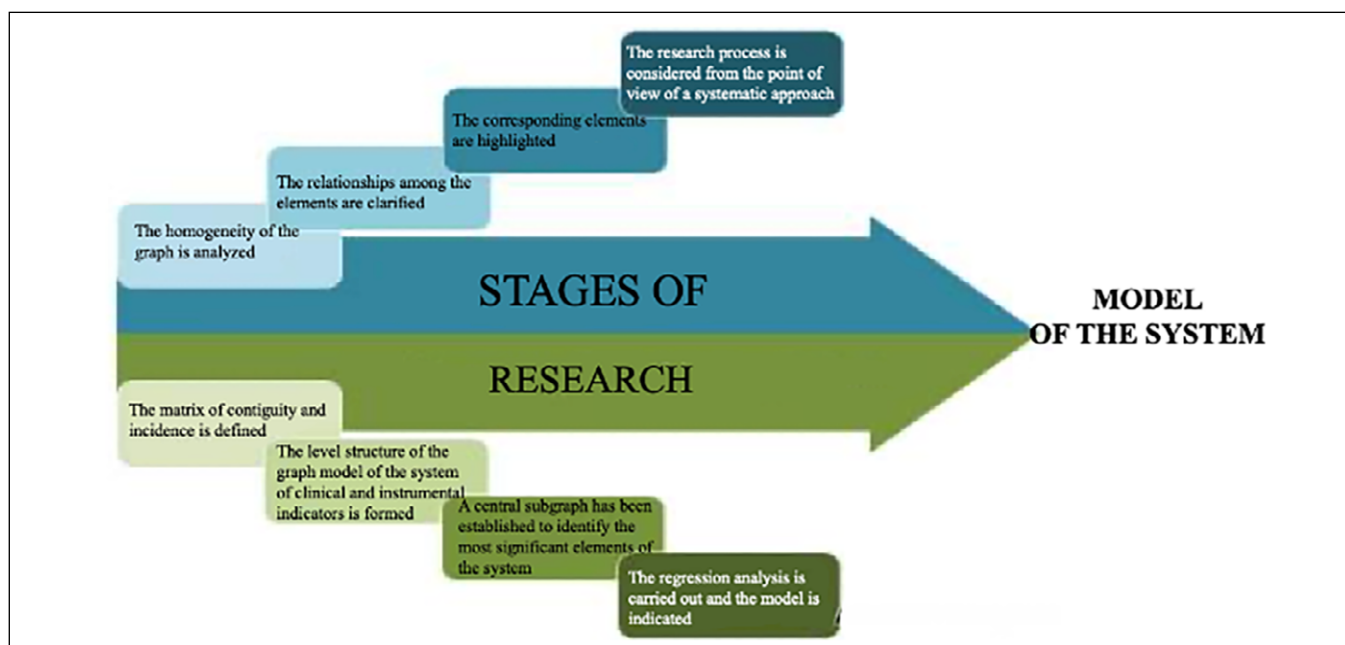 The research process is
considered from the point of
view of a systematic approach
The corresponding elements
are highlighted
The relationships among the
elements are clarified
The homogeneity of the
graph is analyzed
STAGES OF
RESEARCH
MODEL
OF THE SYSTEM
The matrix of contiguity and
incidence is defined
The level structure of the
graph model of the system
of clinical and instrumental
indicators is formed
A central subgraph has been
established to identify the
most significant elements of
the system
The regression analysis is
carried out and the model is
indicated